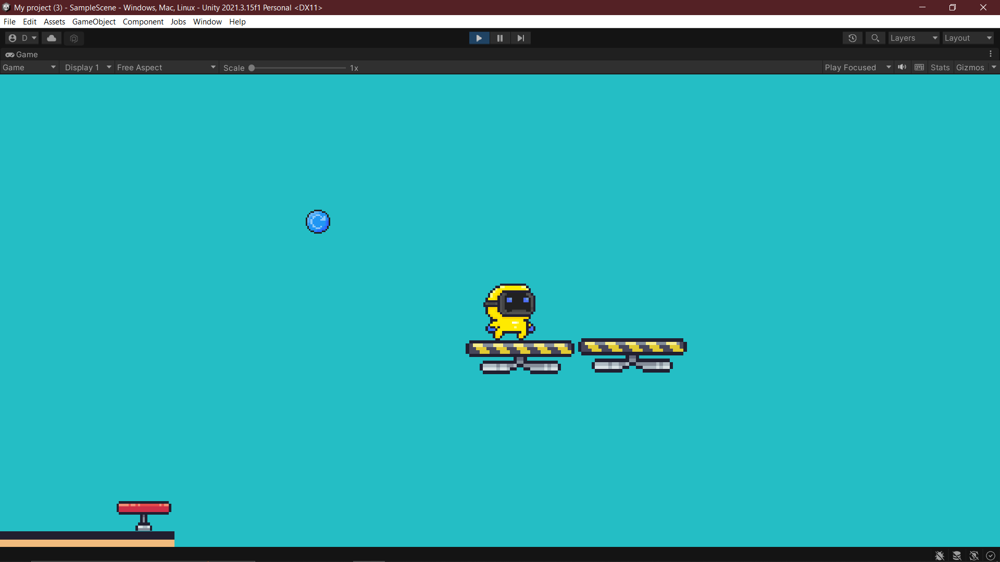 My project (3) - SampleScene - Windows, Mac, Linux - Unity 2021.3.15f1 Personal <DX11>
File Edit Assets GameObject Component Jobs Window Help
D Layers Layout
Game
Game Display 1 Free Aspect Scale 1x Play Focused Stats Gizmos